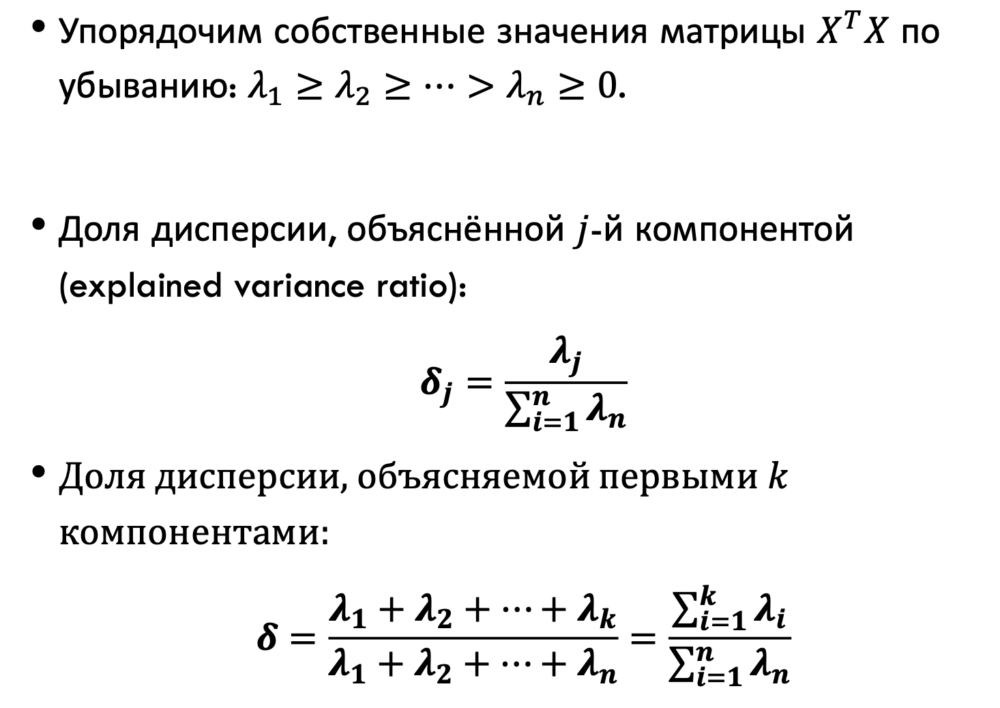 • Упорядочим собственные значения матрицы $X^T X$ по
убыванию: $\lambda_1 \geq \lambda_2 \geq \cdots > \lambda_n \geq 0.$
• Доля дисперсии, объяснённой $j$-й компонентой
(explained variance ratio):
$\boldsymbol{\delta_j = \frac{\lambda_j}{\sum_{i=1}^{n} \lambda_n}}$
• Доля дисперсии, объясняемой первыми $k$
компонентами:
$\boldsymbol{\delta = \frac{\lambda_1 + \lambda_2 + \cdots + \lambda_k}{\lambda_1 + \lambda_2 + \cdots + \lambda_n} = \frac{\sum_{i=1}^{k} \lambda_i}{\sum_{i=1}^{n} \lambda_n}}$